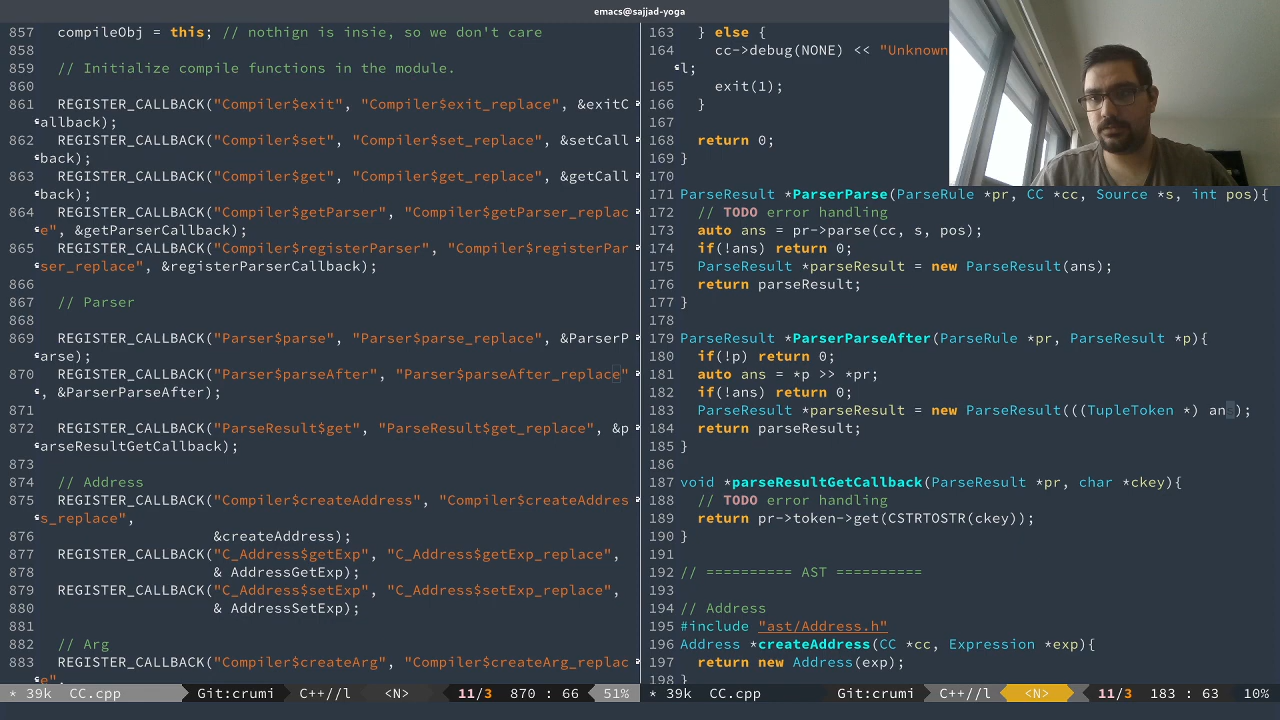 emacs@sajjad-yoga
857 compileObj = this; // nothign is insie, so we don't care
858
859 // Initialize compile functions in the module.
860
861 REGISTER_CALLBACK("Compiler$exit", "Compiler$exit_replace", &exitC
allback);
862 REGISTER_CALLBACK("Compiler$set", "Compiler$set_replace", &setCall
back);
863 REGISTER_CALLBACK("Compiler$get", "Compiler$get_replace", &getCall
back);
864 REGISTER_CALLBACK("Compiler$getParser", "Compiler$getParser_replac
e", &getParserCallback);
865 REGISTER_CALLBACK("Compiler$registerParser", "Compiler$registerPar
ser_replace", &registerParserCallback);
866
867 // Parser
868
869 REGISTER_CALLBACK("Parser$parse", "Parser$parse_replace", &ParserP
arse);
870 REGISTER_CALLBACK("Parser$parseAfter", "Parser$parseAfter_replace"
, &ParserParseAfter);
871
872 REGISTER_CALLBACK("ParseResult$get", "ParseResult$get_replace", &p
arseResultGetCallback);
873
874 // Address
875 REGISTER_CALLBACK("Compiler$createAddress", "Compiler$createAddres
s_replace",
876 &createAddress);
877 REGISTER_CALLBACK("C_Address$getExp", "C_Address$getExp_replace",
878 & AddressGetExp);
879 REGISTER_CALLBACK("C_Address$setExp", "C_Address$setExp_replace",
880 & AddressSetExp);
881
882 // Arg
883 REGISTER_CALLBACK("Compiler$createArg", "Compiler$createArg_replac
e",
* 39k CC.cpp Git:crumi C++//l <N> 11/3 870 : 66 51%
163 } else {
164 cc->debug(NONE) << "Unknown
l;
165 exit(1);
166 }
167
168 return 0;
169 }
170
171 ParseResult *ParserParse(ParseRule *pr, CC *cc, Source *s, int pos){
172 // TODO error handling
173 auto ans = pr->parse(cc, s, pos);
174 if(!ans) return 0;
175 ParseResult *parseResult = new ParseResult(ans);
176 return parseResult;
177 }
178
179 ParseResult *ParserParseAfter(ParseRule *pr, ParseResult *p){
180 if(!p) return 0;
181 auto ans = *p >> *pr;
182 if(!ans) return 0;
183 ParseResult *parseResult = new ParseResult(((TupleToken *) ans);
184 return parseResult;
185 }
186
187 void *parseResultGetCallback(ParseResult *pr, char *ckey){
188 // TODO error handling
189 return pr->token->get(CSTRTOSTR(ckey));
190 }
191
192 // ========== AST ==========
193
194 // Address
195 #include "ast/Address.h"
196 Address *createAddress(CC *cc, Expression *exp){
197 return new Address(exp);
198 }
* 39k CC.cpp Git:crumi C++//l <N> 11/3 183 : 63 10%